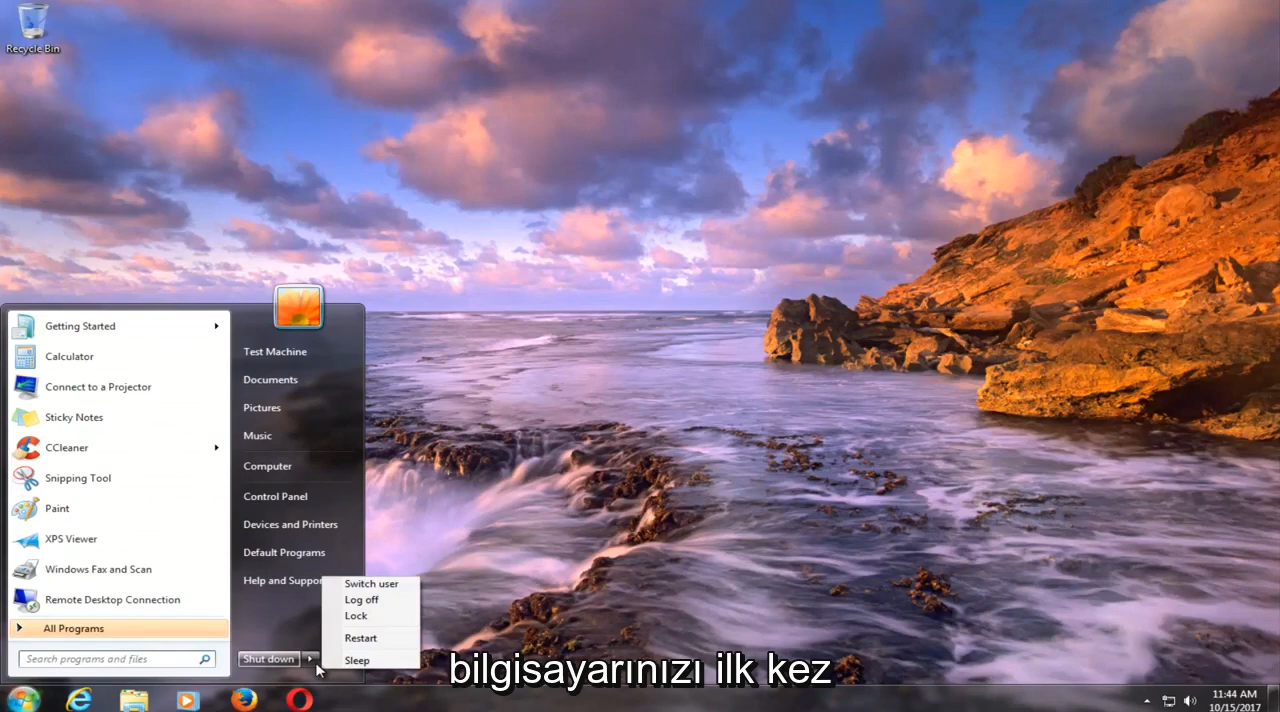 Recycle Bin
Getting Started
Calculator
Connect to a Projector
Sticky Notes
CCleaner
Snipping Tool
Paint
XPS Viewer
Windows Fax and Scan
Remote Desktop Connection
All Programs
Search programs and files
Test Machine
Documents
Pictures
Music
Computer
Control Panel
Devices and Printers
Default Programs
Help and Suppor
Shut down
Switch user
Log off
Lock
Restart
Sleep
bilgisayarınızı ilk kez
11:44 AM
10/15/2017